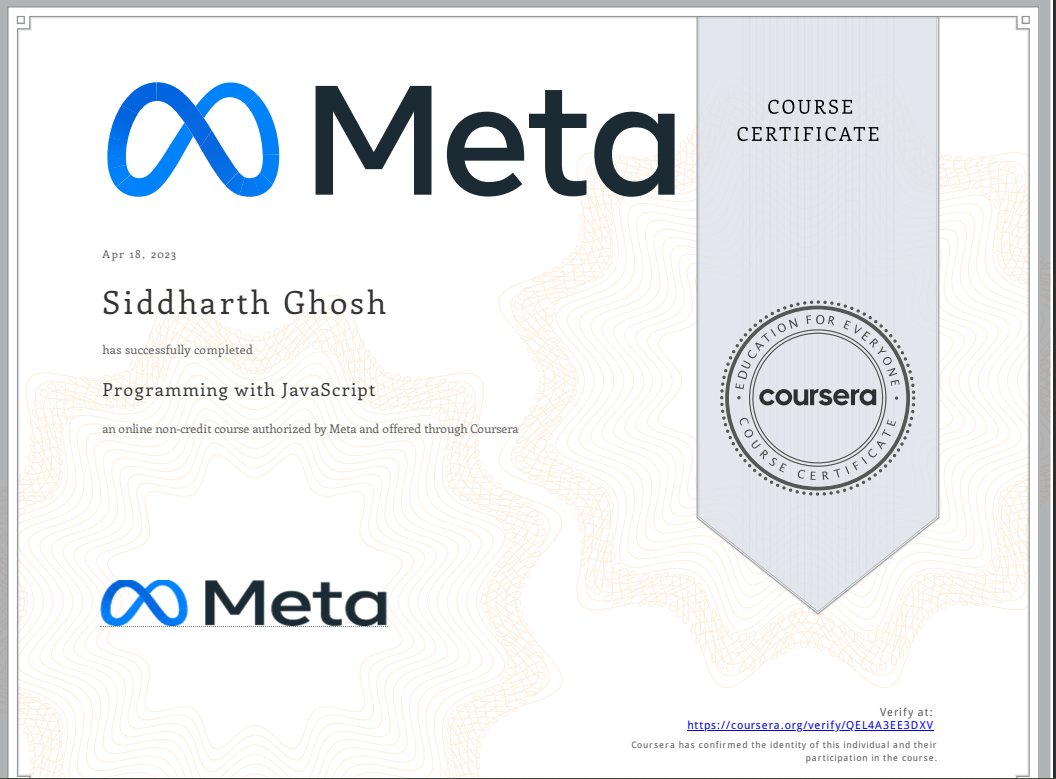 Meta
COURSE
CERTIFICATE
Apr 18, 2023
Siddharth Ghosh
has successfully completed
Programming with JavaScript
an online non-credit course authorized by Meta and offered through Coursera
EDUCATION FOR EVERYONE
coursera
COURSE CERTIFICATE
Meta
Verify at:
https://coursera.org/verify/QEL4A3EE3DXV
Coursera has confirmed the identity of this individual and their
participation in the course.